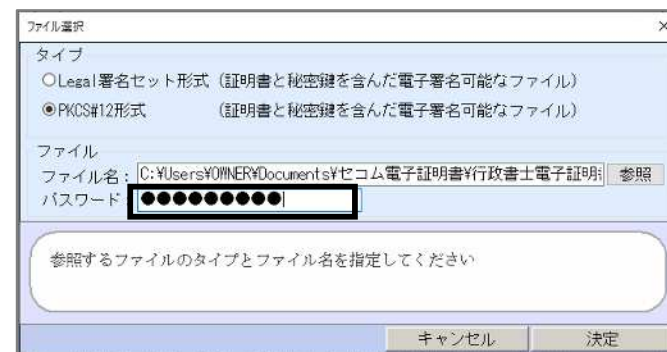 ファイル選択 ×
タイプ
○Legal署名セット形式 (証明書と秘密鍵を含んだ電子署名可能なファイル)
◉PKCS#12形式 (証明書と秘密鍵を含んだ電子署名可能なファイル)
ファイル
ファイル名: C:¥Users¥OWNER¥Documents¥セコム電子証明書¥行政書士電子証明 参照
パスワード ●●●●●●●●●
参照するファイルのタイプとファイル名を指定してください
キャンセル 決定